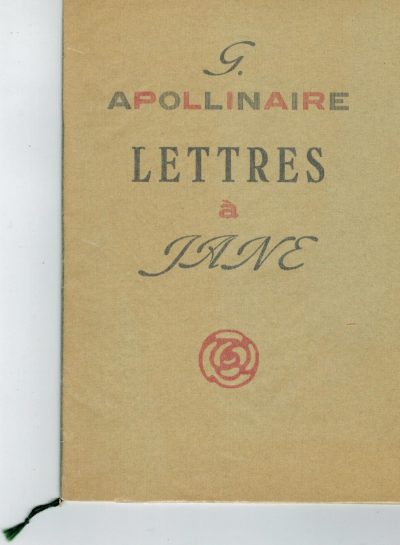 G.
APOLLINAIRE
LETTRES
à
JANE